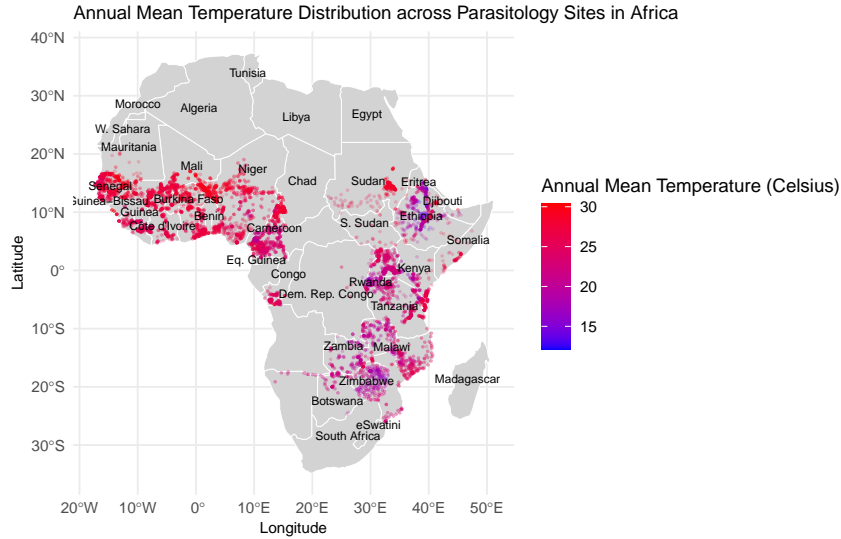 Annual Mean Temperature Distribution across Parasitology Sites in Africa
40°N
30°N
20°N
10°N
0°
10°S
20°S
30°S
Latitude
Tunisia
Morocco
Algeria
Libya
Egypt
W. Sahara
Mauritania
Mali
Niger
Chad
Sudan
Eritrea
Senegal
Guinea-Bissau
Burkina Faso
Djibouti
Guinea
Benin
Ethiopia
Côte d'Ivoire
Cameroon
S. Sudan
Somalia
Eq. Guinea
Congo
Kenya
Rwanda
Dem. Rep. Congo
Tanzania
Zambia
Malawi
Zimbabwe
Madagascar
Botswana
eSwatini
South Africa
20°W
10°W
0°
10°E
20°E
30°E
40°E
50°E
Longitude
Annual Mean Temperature (Celsius)
30
25
20
15